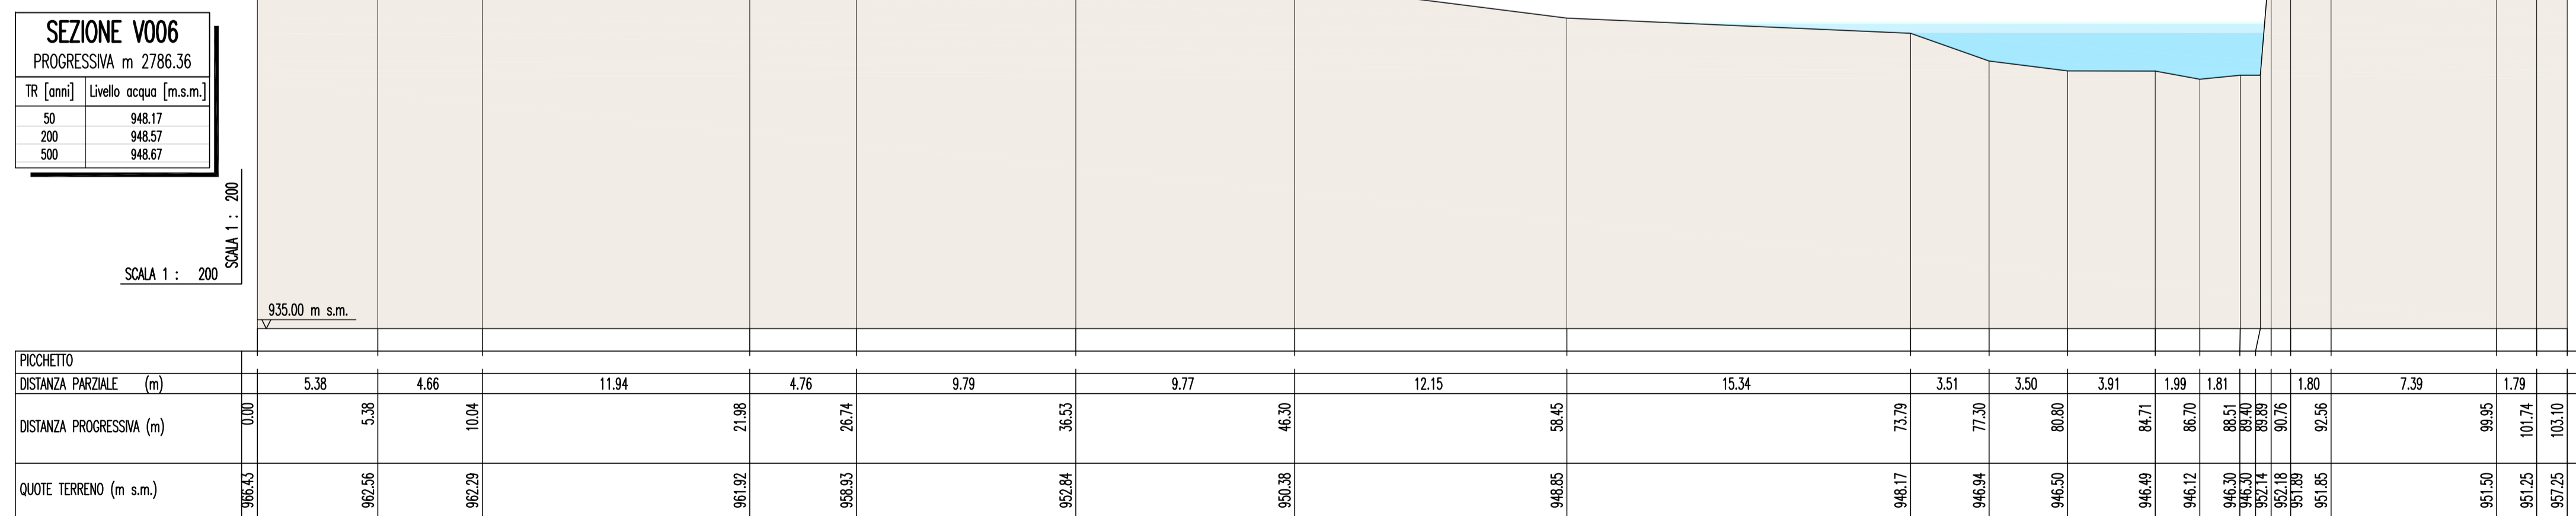 SEZIONE V006
PROGRESSIVA m 2786.36
TR [anni] Livello acqua [m.s.m.]
50 948.17
200 948.57
500 948.67
SCALA 1 : 200
SCALA 1 : 200
935.00 m s.m.
PICCHETTO
DISTANZA PARZIALE (m) 5.38 4.66 11.94 4.76 9.79 9.77 12.15 15.34 3.51 3.50 3.91 1.99 1.81 1.80 7.39 1.79
DISTANZA PROGRESSIVA (m) 0.00 5.38 10.04 21.98 26.74 36.53 46.30 58.45 73.79 77.30 80.80 84.71 86.70 88.51 89.40 89.89 90.76 92.56 99.95 101.74 103.10
QUOTE TERRENO (m s.m.) 966.43 962.56 962.29 961.92 958.93 952.84 950.38 948.85 948.17 946.94 946.50 946.49 946.12 946.30 946.30 952.14 952.18 951.89 951.85 951.50 951.25 957.25